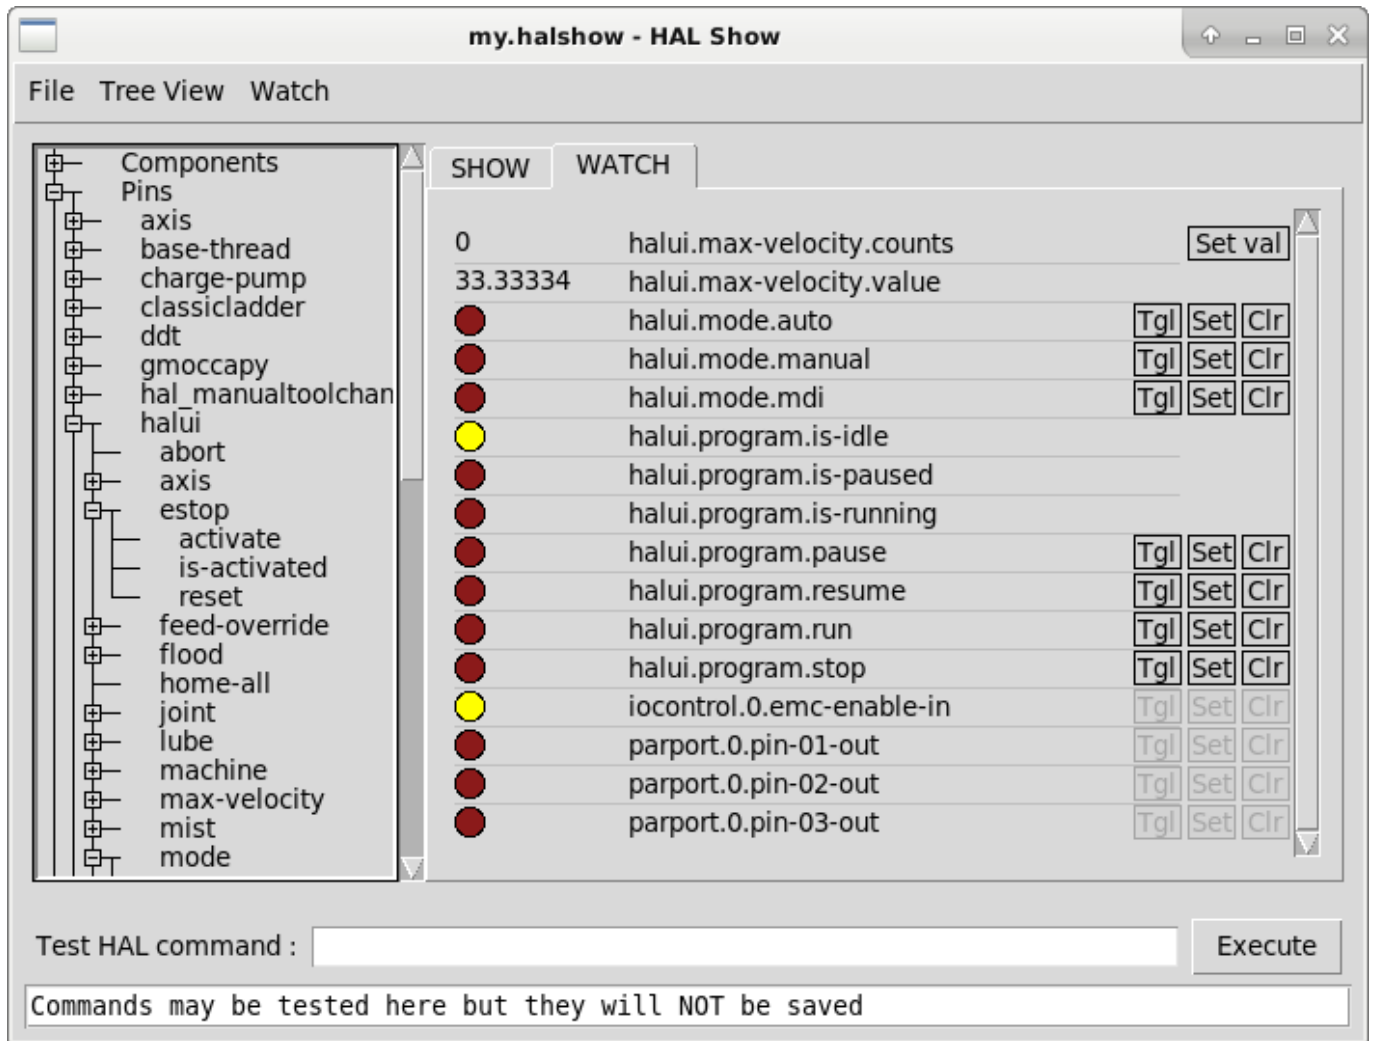 my.halshow - HAL Show
File Tree View Watch
Components
Pins
axis
base-thread
charge-pump
classicladder
ddt
gmoccapy
hal_manualtoolchan
halui
abort
axis
estop
activate
is-activated
reset
feed-override
flood
home-all
joint
lube
machine
max-velocity
mist
mode
SHOW WATCH
0 halui.max-velocity.counts Set val
33.33334 halui.max-velocity.value
halui.mode.auto Tgl Set Clr
halui.mode.manual Tgl Set Clr
halui.mode.mdi Tgl Set Clr
halui.program.is-idle
halui.program.is-paused
halui.program.is-running
halui.program.pause Tgl Set Clr
halui.program.resume Tgl Set Clr
halui.program.run Tgl Set Clr
halui.program.stop Tgl Set Clr
iocontrol.0.emc-enable-in Tgl Set Clr
parport.0.pin-01-out Tgl Set Clr
parport.0.pin-02-out Tgl Set Clr
parport.0.pin-03-out Tgl Set Clr
Test HAL command : Execute
Commands may be tested here but they will NOT be saved